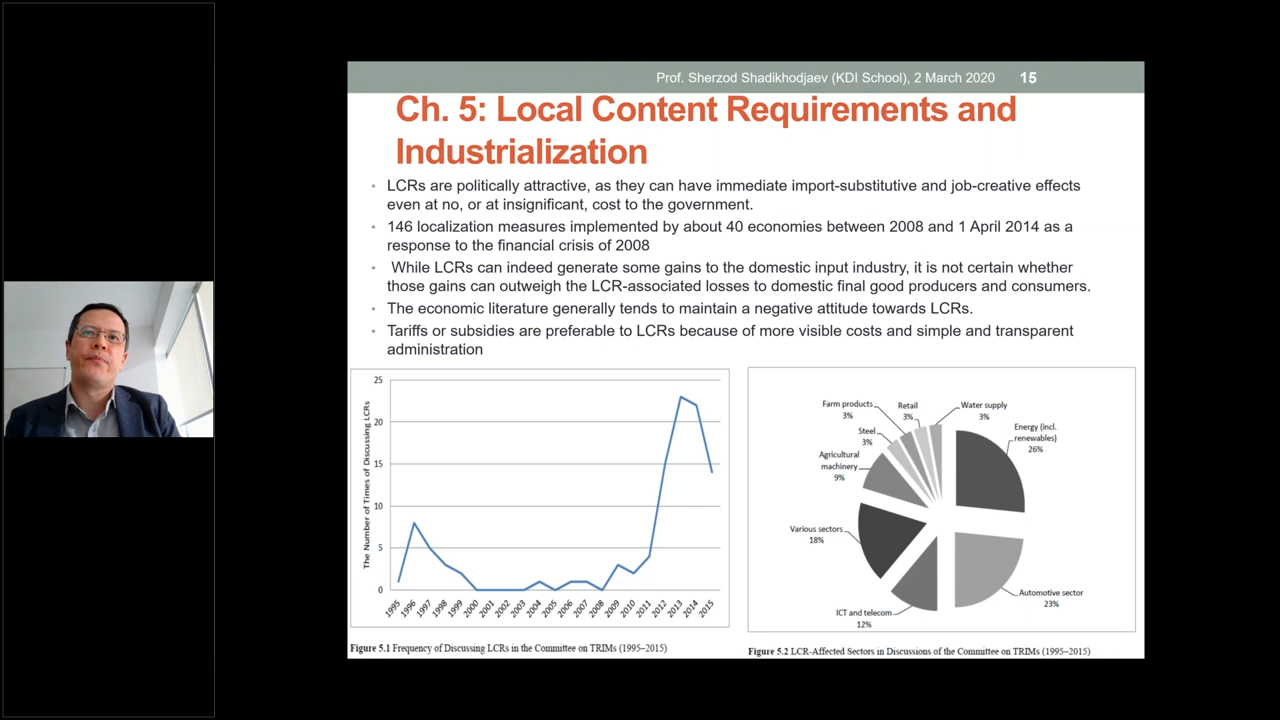 Prof. Sherzod Shadikhodjaev (KDI School), 2 March 2020 15
Ch. 5: Local Content Requirements and
Industrialization
• LCRs are politically attractive, as they can have immediate import-substitutive and job-creative effects
even at no, or at insignificant, cost to the government.
• 146 localization measures implemented by about 40 economies between 2008 and 1 April 2014 as a
response to the financial crisis of 2008
• While LCRs can indeed generate some gains to the domestic input industry, it is not certain whether
those gains can outweigh the LCR-associated losses to domestic final good producers and consumers.
• The economic literature generally tends to maintain a negative attitude towards LCRs.
• Tariffs or subsidies are preferable to LCRs because of more visible costs and simple and transparent
administration
The Number of Times of Discussing LCRs
25
20
15
10
5
0
1995 1996 1997 1998 1999 2000 2001 2002 2003 2004 2005 2006 2007 2008 2009 2010 2011 2012 2013 2014 2015
Figure 5.1 Frequency of Discussing LCRs in the Committee on TRIMs (1995–2015)
Farm products
3%
Retail
3%
Water supply
3%
Energy (incl.
renewables)
26%
Steel
3%
Agricultural
machinery
9%
Various sectors
18%
ICT and telecom
12%
Automotive sector
23%
Figure 5.2 LCR-Affected Sectors in Discussions of the Committee on TRIMs (1995–2015)